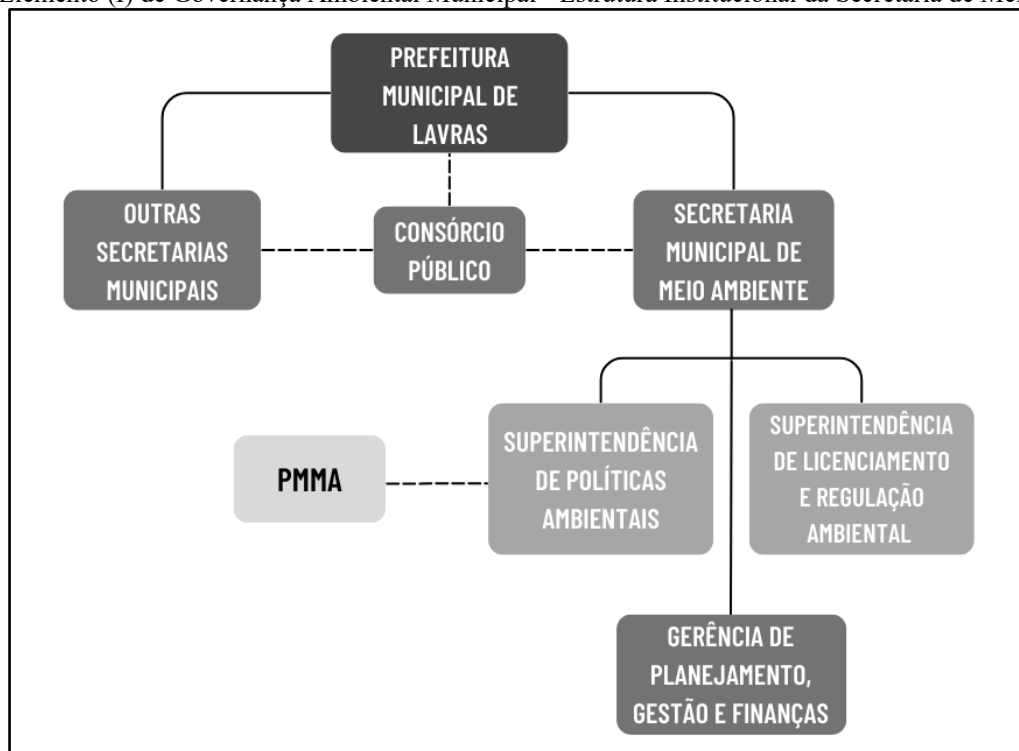 Elemento (I) de Governança Ambiental Municipal - Estrutura Institucional da Secretaria de
PREFEITURA
MUNICIPAL DE
LAVRAS
OUTRAS
SECRETARIAS
MUNICIPAIS
CONSÓRCIO
PÚBLICO
SECRETARIA
MUNICIPAL DE
MEIO AMBIENTE
PMMA
SUPERINTENDÊNCIA
DE POLÍTICAS
AMBIENTAIS
SUPERINTENDÊNCIA
DE LICENCIAMENTO
E REGULAÇÃO
AMBIENTAL
GERÊNCIA DE
PLANEJAMENTO,
GESTÃO E FINANÇAS